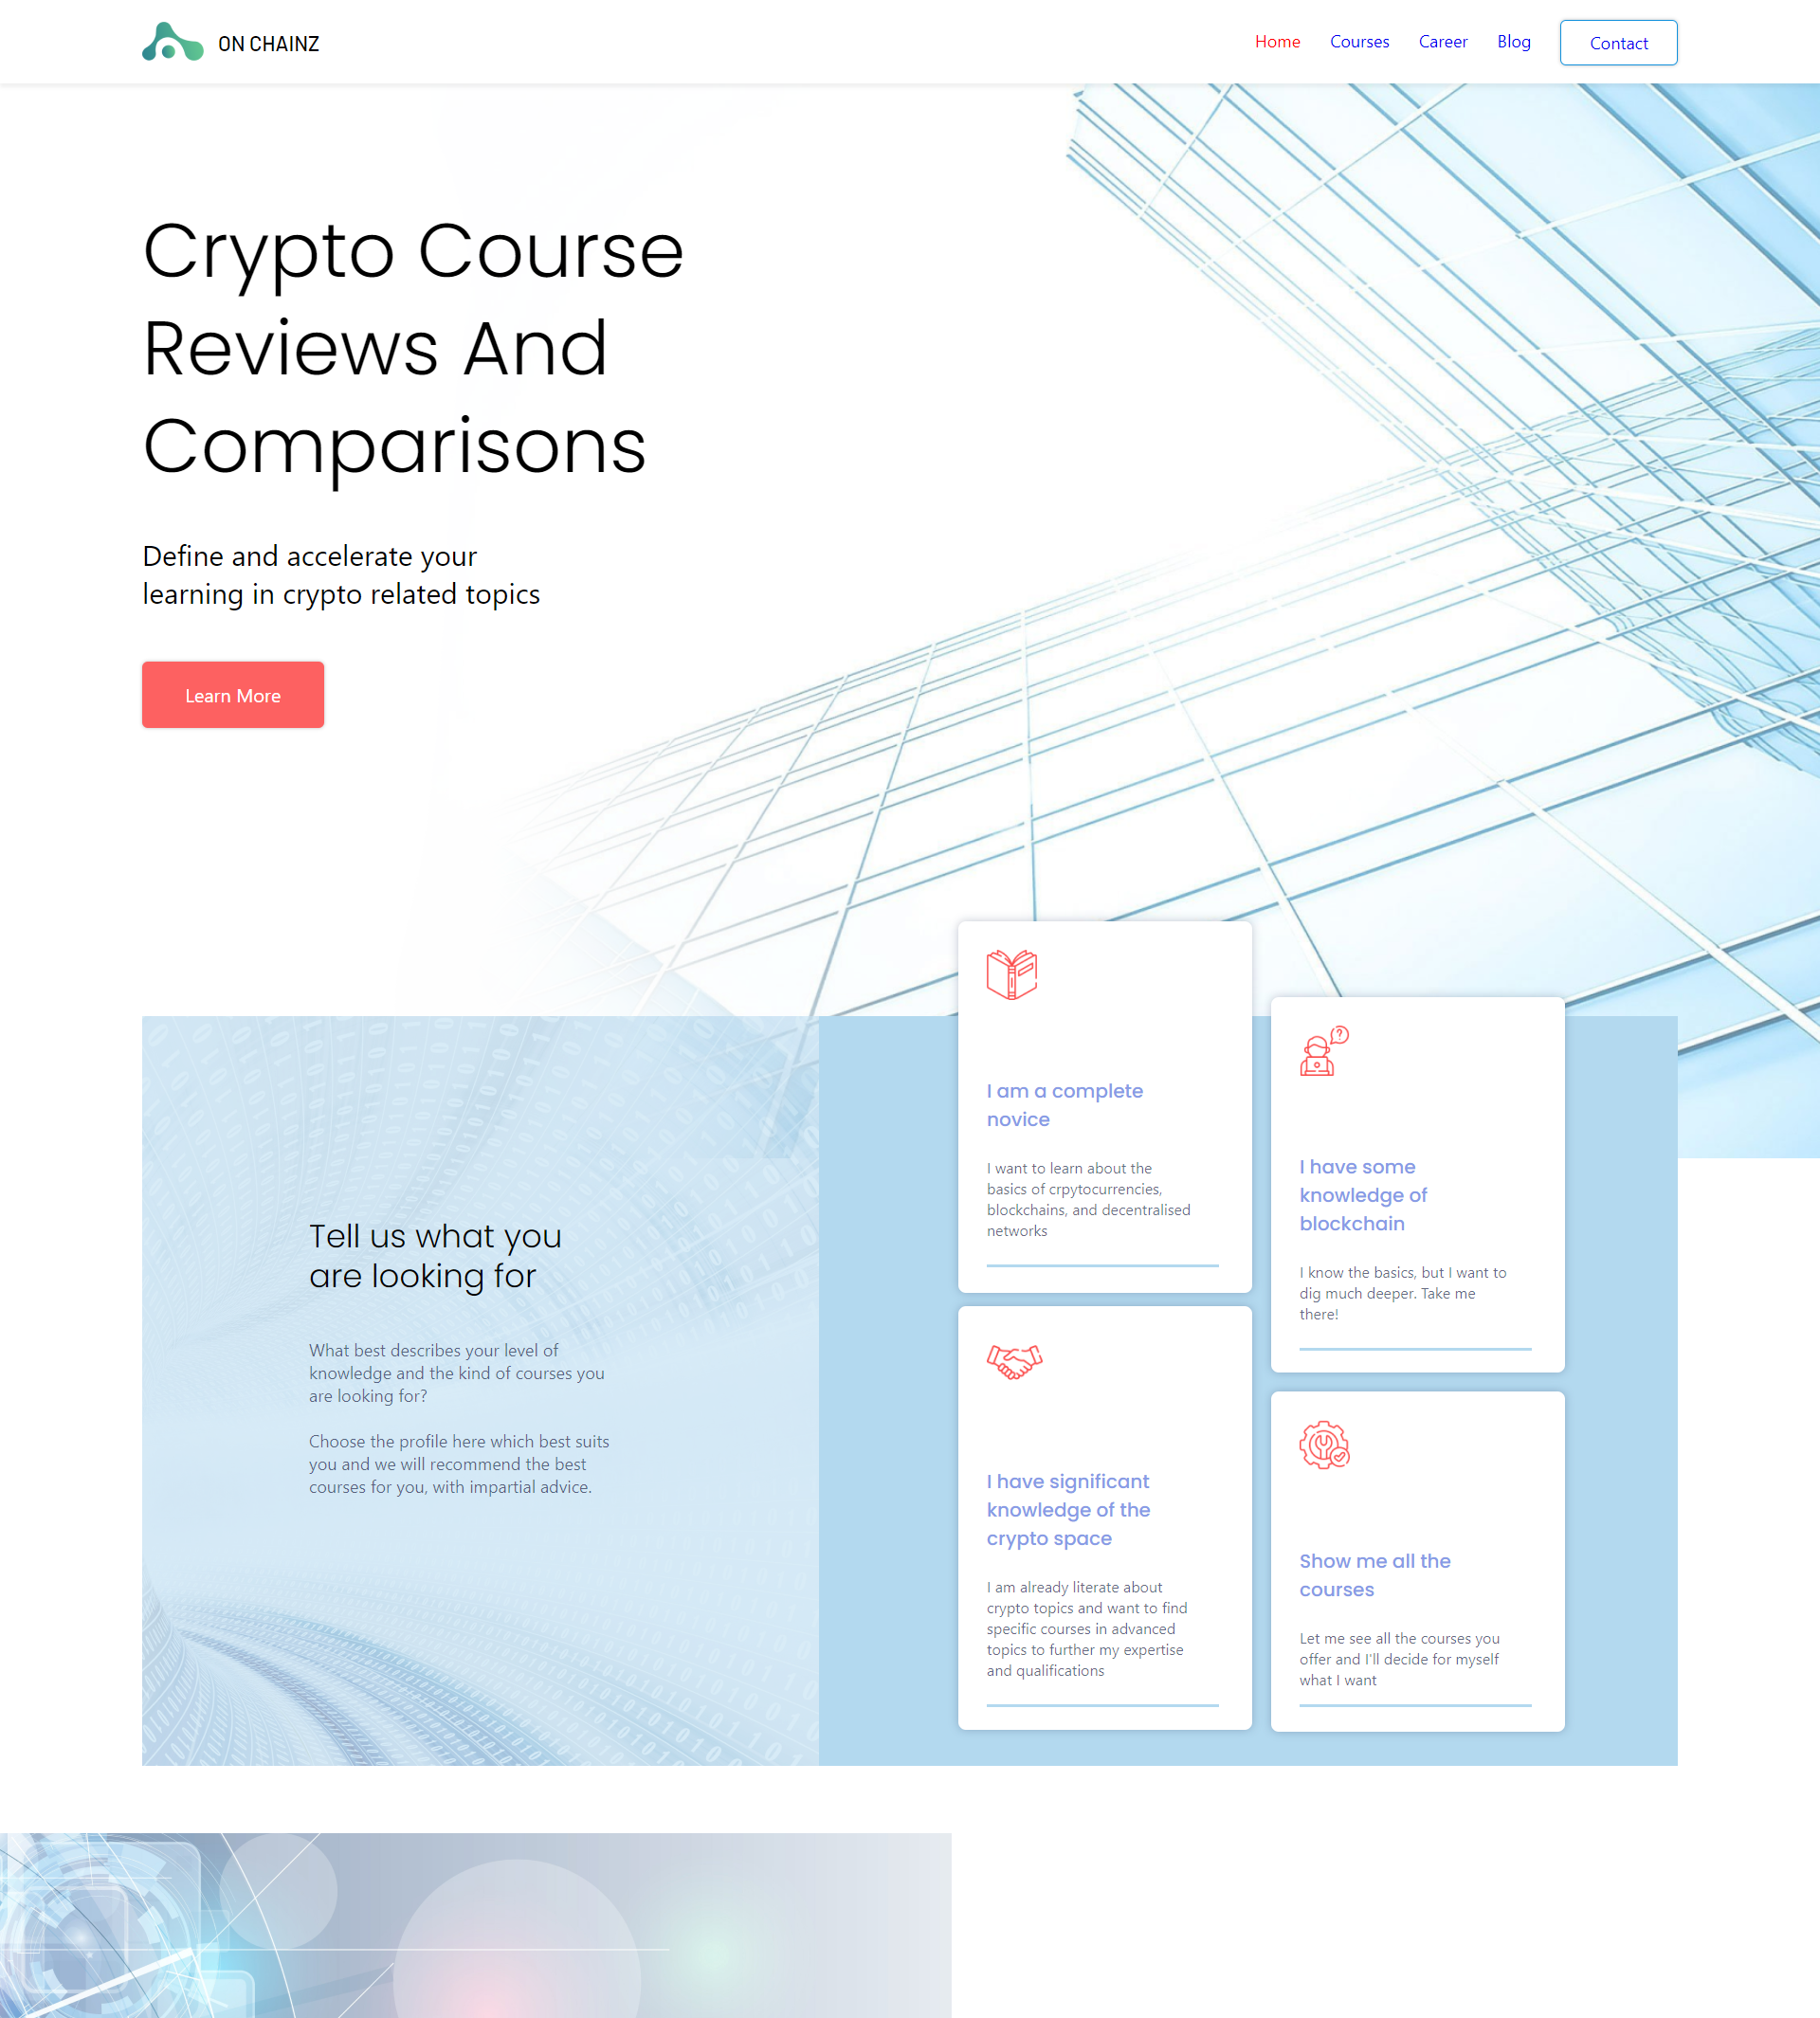 ON CHAINZ
Home
Courses
Career
Blog
Contact
Crypto Course
Reviews And
Comparisons
Define and accelerate your
learning in crypto related topics
Learn More
Tell us what you
are looking for
What best describes your level of
knowledge and the kind of courses you
are looking for?
Choose the profile here which best suits
you and we will recommend the best
courses for you, with impartial advice.
I am a complete
novice
I want to learn about the
basics of crpytocurrencies,
blockchains, and decentralised
networks
I have some
knowledge of
blockchain
I know the basics, but I want to
dig much deeper. Take me
there!
I have significant
knowledge of the
crypto space
I am already literate about
crypto topics and want to find
specific courses in advanced
topics to further my expertise
and qualifications
Show me all the
courses
Let me see all the courses you
offer and I'll decide for myself
what I want